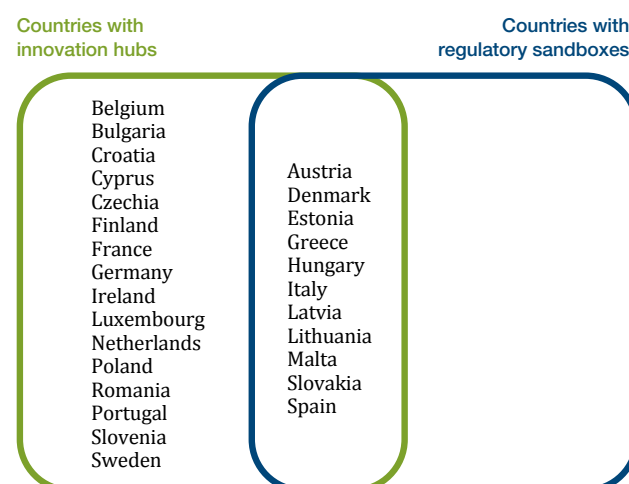 Countries with
innovation hubs
Countries with
regulatory sandboxes
Belgium
Bulgaria
Croatia
Cyprus
Czechia
Finland
France
Germany
Ireland
Luxembourg
Netherlands
Poland
Romania
Portugal
Slovenia
Sweden
Austria
Denmark
Estonia
Greece
Hungary
Italy
Latvia
Lithuania
Malta
Slovakia
Spain